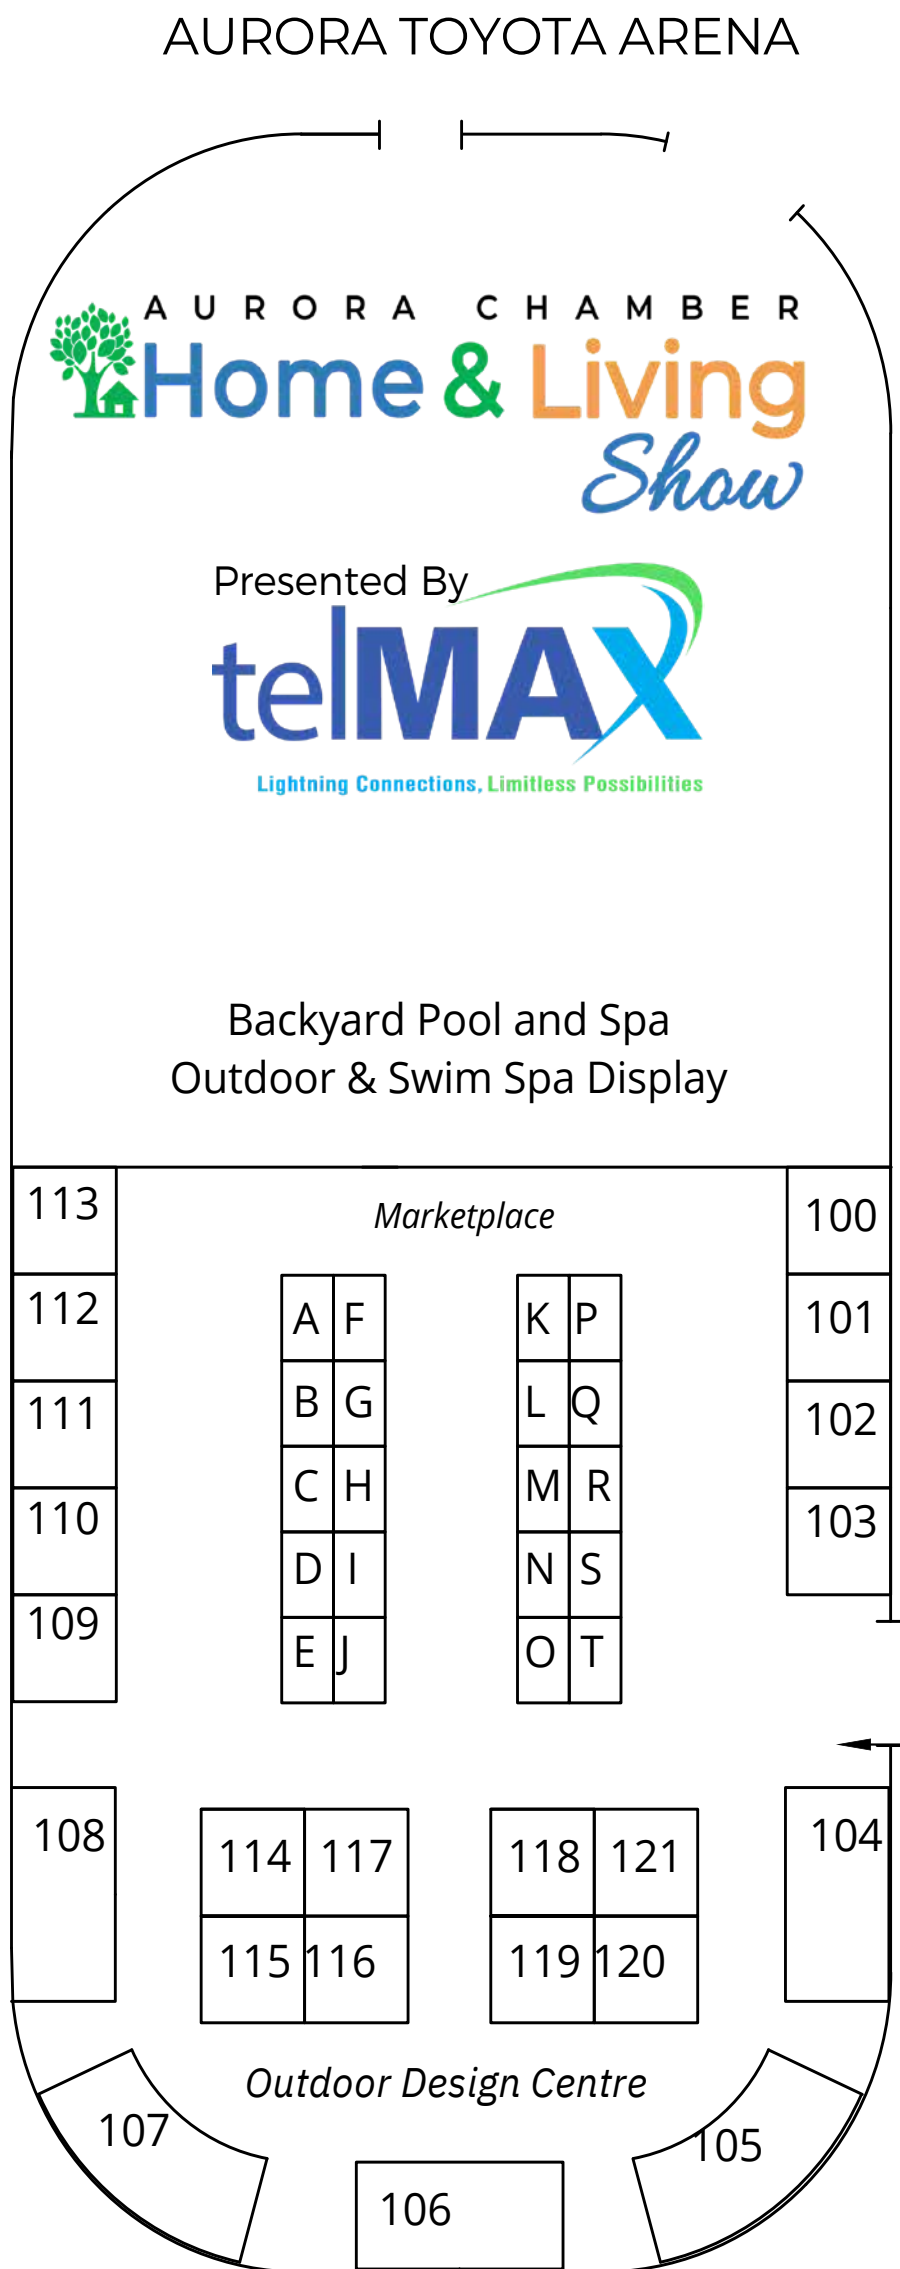 AURORA TOYOTA ARENA
AURORA CHAMBER
Home & Living
Show
Presented By
telMAX
Lightning Connections, Limitless Possibilities
Backyard Pool and Spa
Outdoor & Swim Spa Display
113
Marketplace
100
112
A F
K P
101
111
B G
L Q
102
110
C H
M R
103
109
D I
N S
E J
O T
108
114 117
118 121
104
115 116
119 120
Outdoor Design Centre
107
105
106